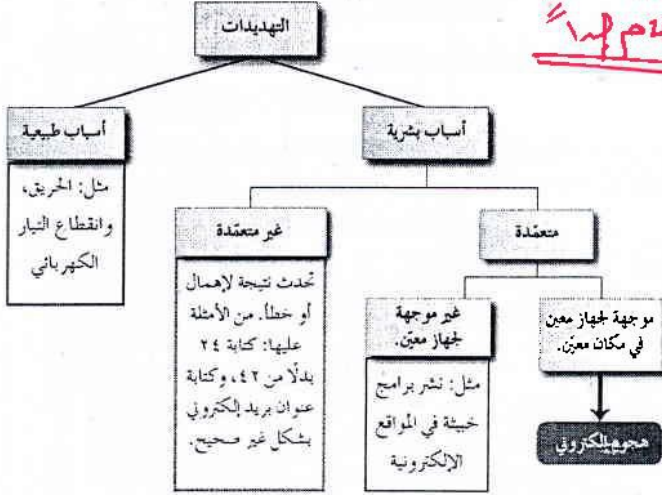 التهديدات
أسباب بشرية
أسباب طبيعية
مثل: الحريق،
وانقطاع التيار
الكهربائي
متعمّدة
غير متعمّدة
تحدث نتيجة لإهمال
أو خطأ. من الأمثلة
عليها: كتابة ٢٤
بدلًا من ٤٢، وكتابة
عنوان بريد إلكتروني
بشكل غير صحيح.
موجهة لجهاز معين
في مكان معيّن.
هجوم إلكتروني
غير موجهة
لجهاز معيّن.
مثل: نشر برامج
خبيثة في المواقع
الإلكترونية